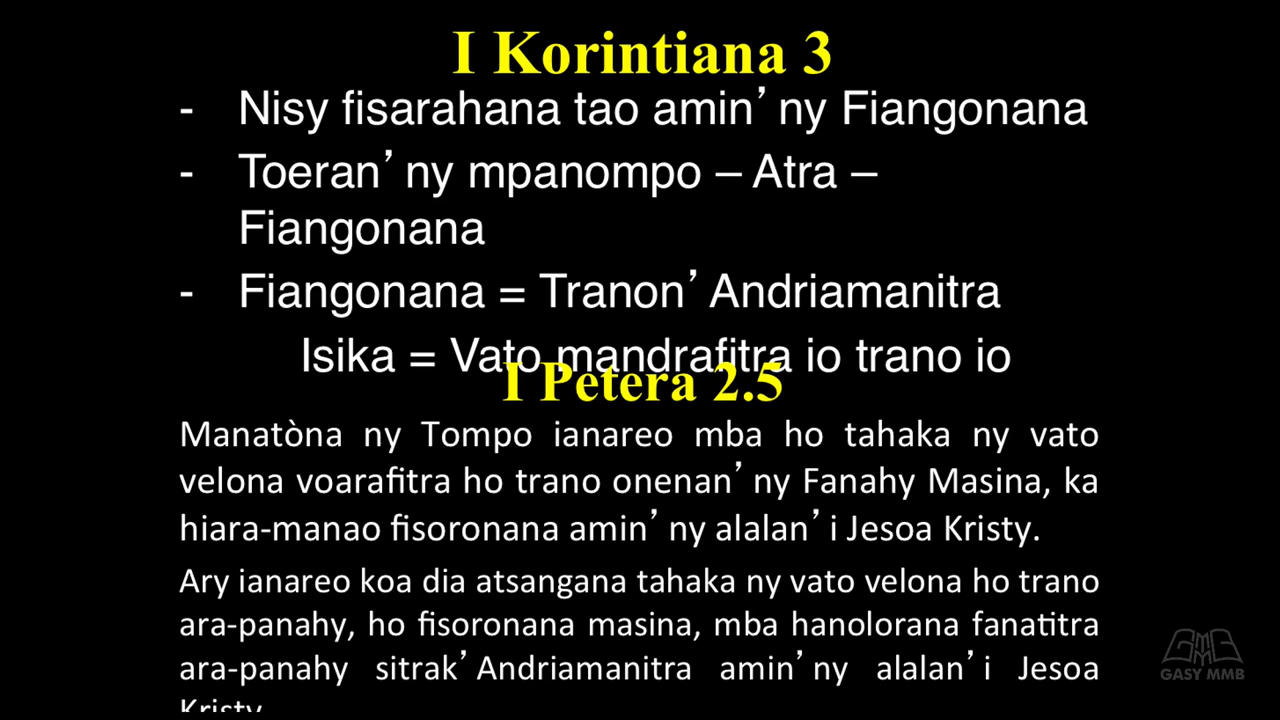 I Korintiana 3
- Nisy fisarahana tao amin’ ny Fiangonana
- Toeran’ ny mpanompo – Atra –
Fiangonana
- Fiangonana = Tranon’ Andriamanitra
Isika = Vato mandrafitra io trano io
I Petera 2.5
Manatòna ny Tompo ianareo mba ho tahaka ny vato
velona voarafitra ho trano onenan’ ny Fanahy Masina, ka
hiara-manao fisoronana amin’ ny alalan’ i Jesoa Kristy.
Ary ianareo koa dia atsangana tahaka ny vato velona ho trano
ara-panahy, ho fisoronana masina, mba hanolorana fanatitra
ara-panahy sitrak’ Andriamanitra amin’ ny alalan’ i Jesoa
Kristy
GASY MMB